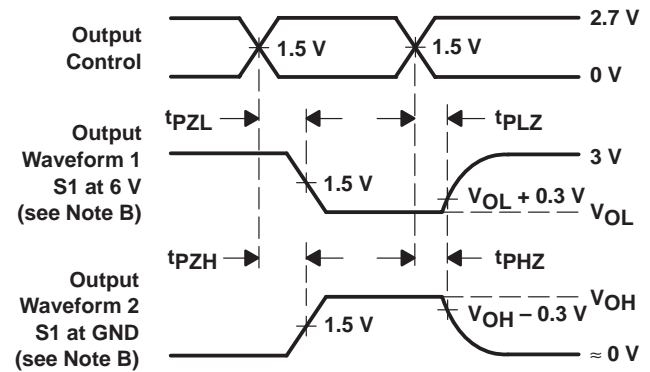 2.7 V
Output
Control
1.5 V
1.5 V
0 V
tPZL
tPLZ
Output
Waveform 1
S1 at 6 V
(see Note B)
3 V
1.5 V
VOL + 0.3 V
VOL
tPZH
tPHZ
Output
Waveform 2
S1 at GND
(see Note B)
VOH
1.5 V
VOH – 0.3 V
≈ 0 V